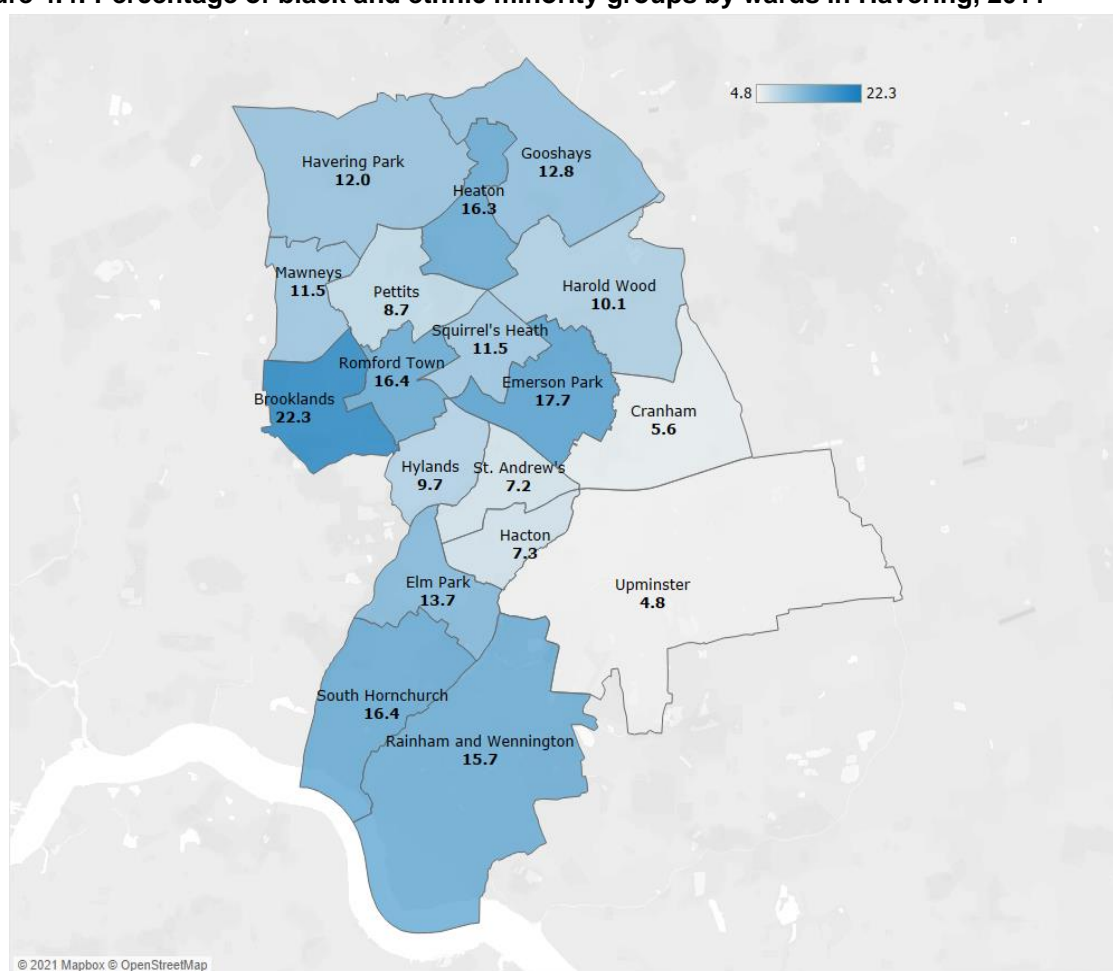 4.8 22.3
Gooshays
12.8
Havering Park
12.0
Heaton
16.3
Mawneys
11.5
Harold Wood
10.1
Pettits
8.7
Squirrel's Heath
11.5
Romford Town
16.4
Emerson Park
17.7
Brooklands
22.3
Cranham
5.6
Hylands
9.7
St. Andrew's
7.2
Hacton
7.3
Elm Park
13.7
Upminster
4.8
South Hornchurch
16.4
Rainham and Wennington
15.7
© 2021 Mapbox © OpenStreetMap